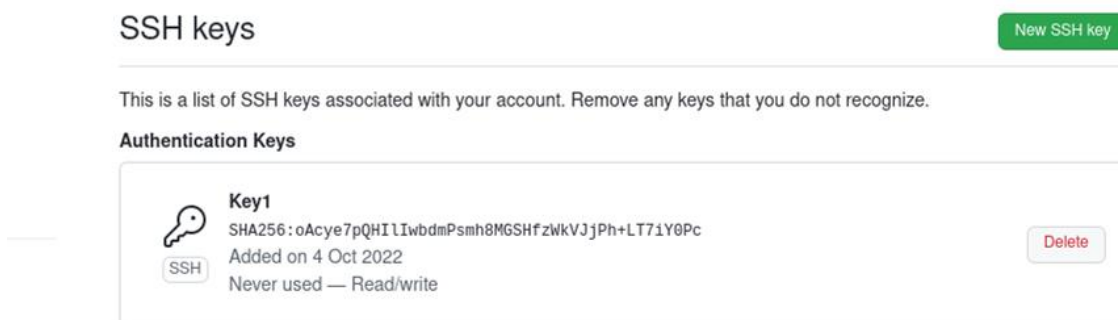 SSH keys
New SSH key
This is a list of SSH keys associated with your account. Remove any keys that you do not recognize.
Authentication Keys
Key1
SHA256:oAcye7pQHIlIwbdmPsmh8MGSHfzWkVJjPh+LT7iY0Pc
SSH
Added on 4 Oct 2022
Never used — Read/write
Delete